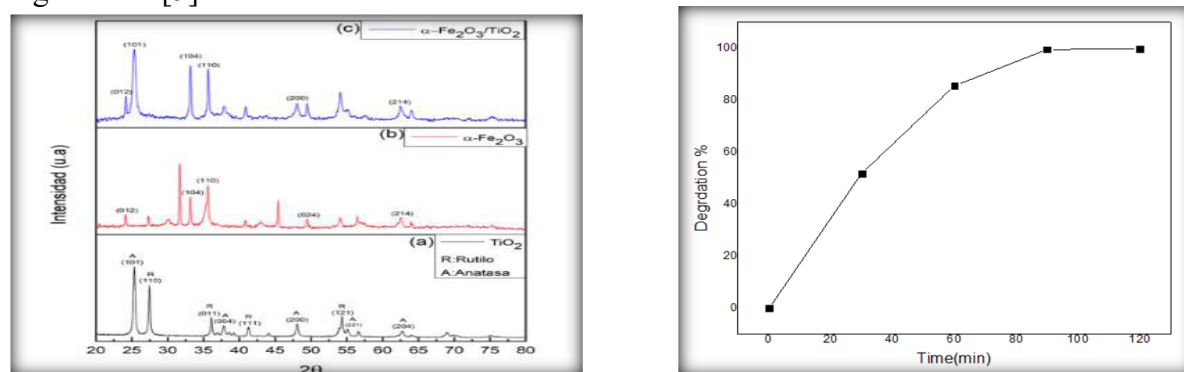 (c)
α-Fe2O3/TiO2
(101)
(104)
(110)
(012)
(200)
(214)
(b)
α-Fe2O3
(110)
(104)
(012)
(024)
(214)
(a)
TiO2
R:Rutilo
A:Anatasa
A
(101)
R
(110)
R
(011)
A
(004)
R
(111)
A
(200)
R
(121)
A
(221)
A
(204)
Intensidad (u.a)
20 25 30 35 40 45 50 55 60 65 70 75 80
2θ
100
80
60
40
20
0
Degrdation %
0 20 40 60 80 100 120
Time(min)